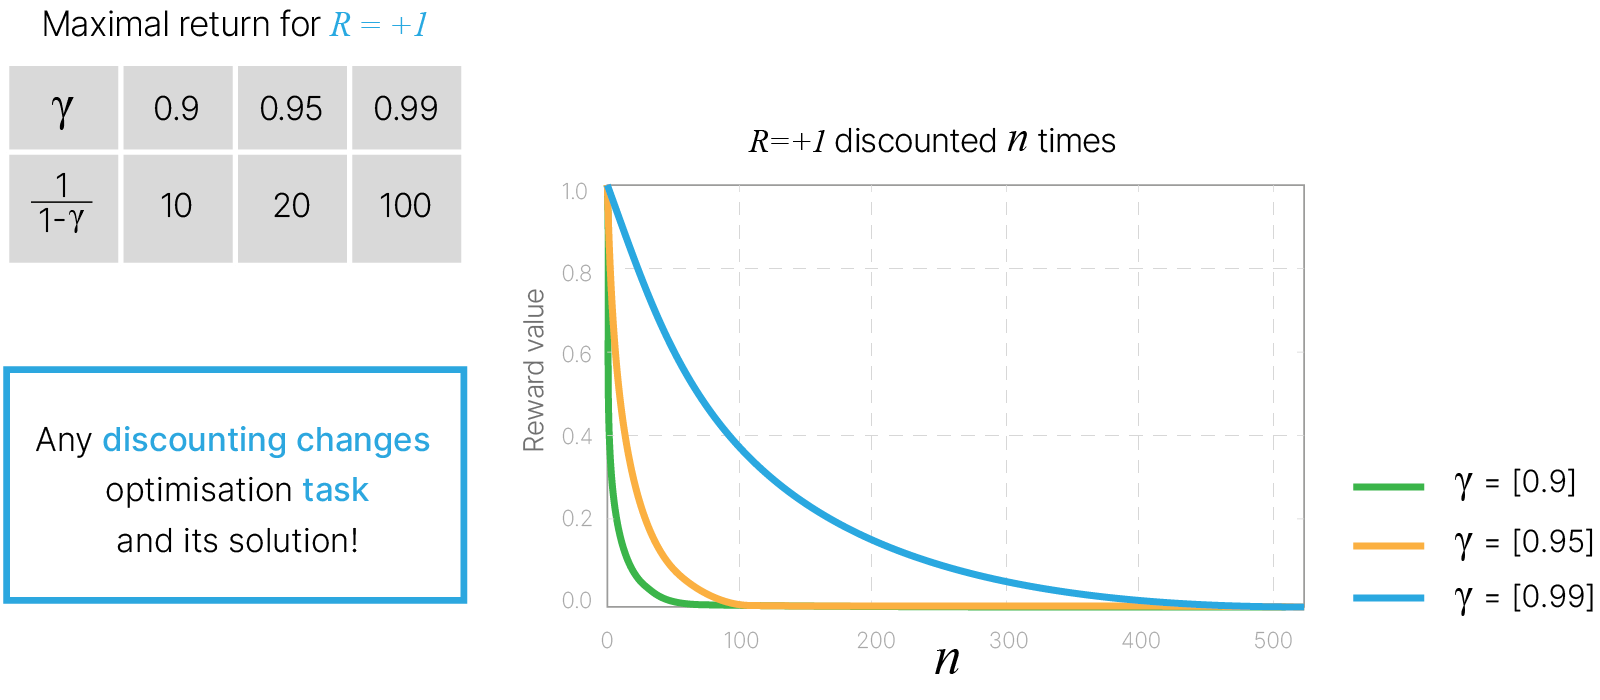 Maximal return for R = +1
γ 0.9 0.95 0.99
1
1-γ
10 20 100
Any discounting changes
optimisation task
and its solution!
R=+1 discounted n times
Reward value
1.0
0.8
0.6
0.4
0.2
0.0
0 100 200 300 400 500
n
γ = [0.9]
γ = [0.95]
γ = [0.99]